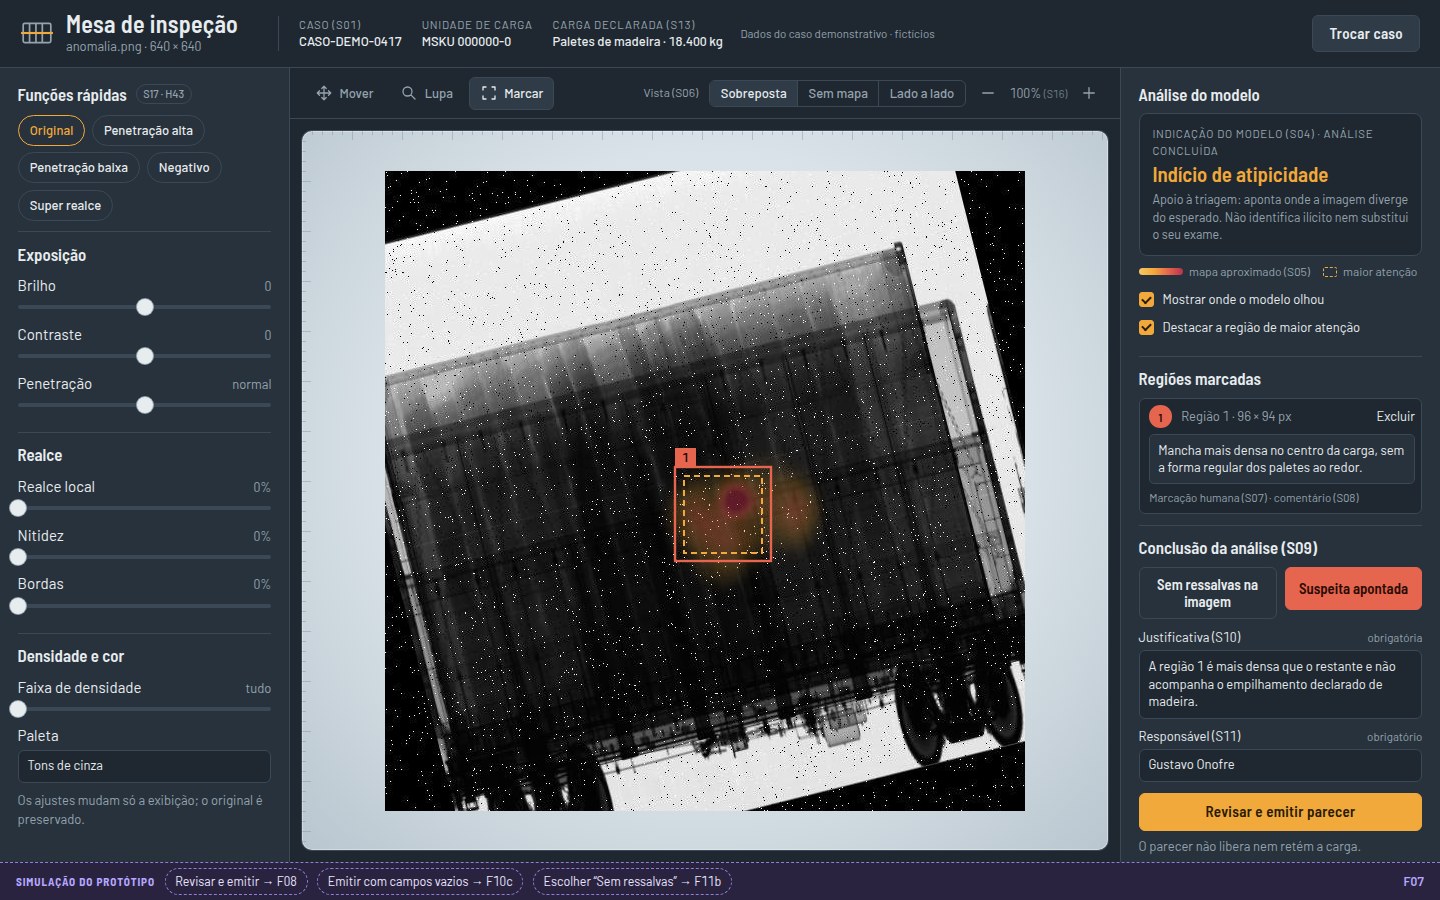 Mesa de inspeção
anomalia.png · 640 × 640
CASO (S01)
CASO-DEMO-0417
UNIDADE DE CARGA
MSKU 000000-0
CARGA DECLARADA (S13)
Paletes de madeira · 18.400 kg
Dados do caso demonstrativo · fictícios
Trocar caso
Funções rápidas
S17 · H43
Original
Penetração alta
Penetração baixa
Negativo
Super realce
Exposição
Brilho 0
Contraste 0
Penetração normal
Realce
Realce local 0%
Nitidez 0%
Bordas 0%
Densidade e cor
Faixa de densidade tudo
Paleta
Tons de cinza
Os ajustes mudam só a exibição; o original é
preservado.
Mover
Lupa
Marcar
Vista (S06)
Sobreposta
Sem mapa
Lado a lado
100% (S16)
1
Análise do modelo
INDICAÇÃO DO MODELO (S04) · ANÁLISE
CONCLUÍDA
Indício de atipicidade
Apoio à triagem: aponta onde a imagem diverge
do esperado. Não identifica ilícito nem substitui
o seu exame.
mapa aproximado (S05)
maior atenção
Mostrar onde o modelo olhou
Destacar a região de maior atenção
Regiões marcadas
1 Região 1 · 96 × 94 px Excluir
Mancha mais densa no centro da carga, sem
a forma regular dos paletes ao redor.
Marcação humana (S07) · comentário (S08)
Conclusão da análise (S09)
Sem ressalvas na
imagem
Suspeita apontada
Justificativa (S10) obrigatória
A região 1 é mais densa que o restante e não
acompanha o empilhamento declarado de
madeira.
Responsável (S11) obrigatório
Gustavo Onofre
Revisar e emitir parecer
O parecer não libera nem retém a carga.
SIMULAÇÃO DO PROTÓTIPO
Revisar e emitir → F08
Emitir com campos vazios → F10c
Escolher “Sem ressalvas” → F11b
F07